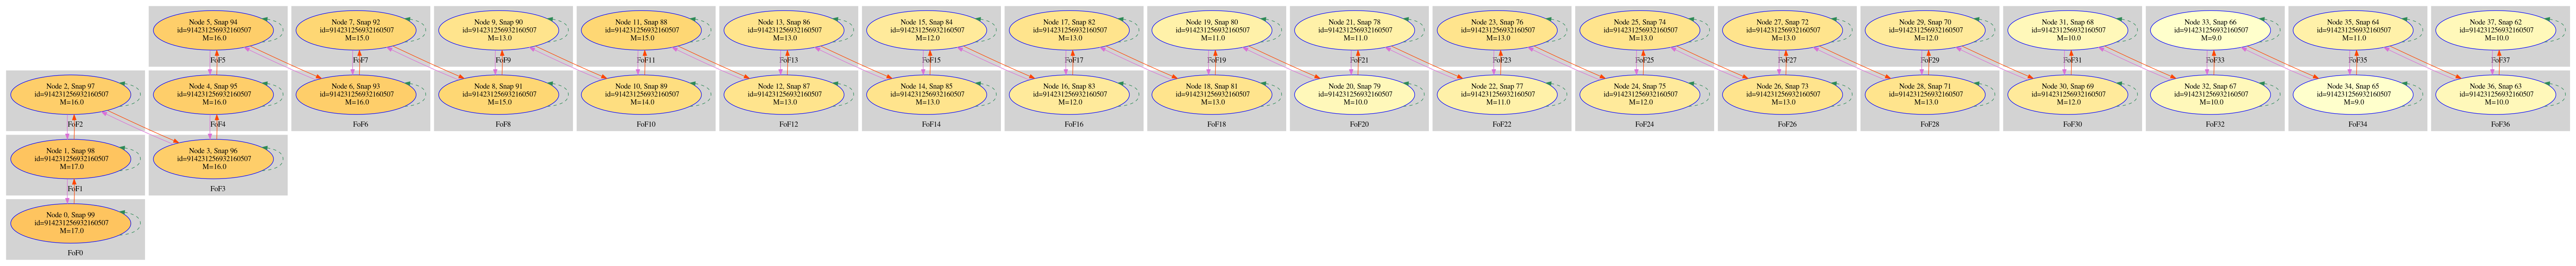 Node 5, Snap 94
id=914231256932160507
M=16.0
FoF5
Node 7, Snap 92
id=914231256932160507
M=15.0
FoF7
Node 9, Snap 90
id=914231256932160507
M=13.0
FoF9
Node 11, Snap 88
id=914231256932160507
M=15.0
FoF11
Node 13, Snap 86
id=914231256932160507
M=13.0
FoF13
Node 15, Snap 84
id=914231256932160507
M=12.0
FoF15
Node 17, Snap 82
id=914231256932160507
M=13.0
FoF17
Node 19, Snap 80
id=914231256932160507
M=11.0
FoF19
Node 21, Snap 78
id=914231256932160507
M=11.0
FoF21
Node 23, Snap 76
id=914231256932160507
M=13.0
FoF23
Node 25, Snap 74
id=914231256932160507
M=13.0
FoF25
Node 27, Snap 72
id=914231256932160507
M=13.0
FoF27
Node 29, Snap 70
id=914231256932160507
M=12.0
FoF29
Node 31, Snap 68
id=914231256932160507
M=10.0
FoF31
Node 33, Snap 66
id=914231256932160507
M=9.0
FoF33
Node 35, Snap 64
id=914231256932160507
M=11.0
FoF35
Node 37, Snap 62
id=914231256932160507
M=10.0
FoF37
Node 2, Snap 97
id=914231256932160507
M=16.0
FoF2
Node 4, Snap 95
id=914231256932160507
M=16.0
FoF4
Node 6, Snap 93
id=914231256932160507
M=16.0
FoF6
Node 8, Snap 91
id=914231256932160507
M=15.0
FoF8
Node 10, Snap 89
id=914231256932160507
M=14.0
FoF10
Node 12, Snap 87
id=914231256932160507
M=13.0
FoF12
Node 14, Snap 85
id=914231256932160507
M=13.0
FoF14
Node 16, Snap 83
id=914231256932160507
M=12.0
FoF16
Node 18, Snap 81
id=914231256932160507
M=13.0
FoF18
Node 20, Snap 79
id=914231256932160507
M=10.0
FoF20
Node 22, Snap 77
id=914231256932160507
M=11.0
FoF22
Node 24, Snap 75
id=914231256932160507
M=12.0
FoF24
Node 26, Snap 73
id=914231256932160507
M=13.0
FoF26
Node 28, Snap 71
id=914231256932160507
M=13.0
FoF28
Node 30, Snap 69
id=914231256932160507
M=12.0
FoF30
Node 32, Snap 67
id=914231256932160507
M=10.0
FoF32
Node 34, Snap 65
id=914231256932160507
M=9.0
FoF34
Node 36, Snap 63
id=914231256932160507
M=10.0
FoF36
Node 1, Snap 98
id=914231256932160507
M=17.0
FoF1
Node 3, Snap 96
id=914231256932160507
M=16.0
FoF3
Node 0, Snap 99
id=914231256932160507
M=17.0
FoF0